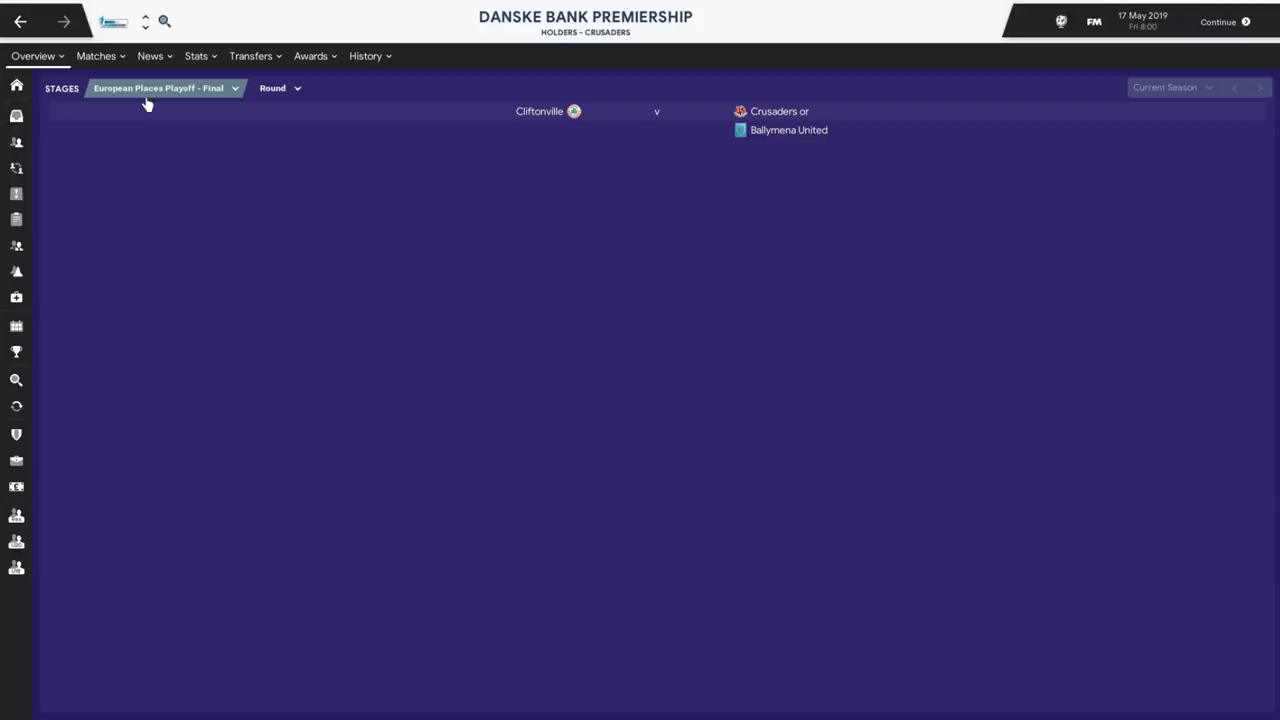 DANSKE BANK PREMIERSHIP
HOLDERS - CRUSADERS
FM
17 May 2019
Fri 8:00
Continue
Overview
Matches
News
Stats
Transfers
Awards
History
STAGES
European Places Playoff - Final
Round
Current Season
Cliftonville
v
Crusaders or
Ballymena United